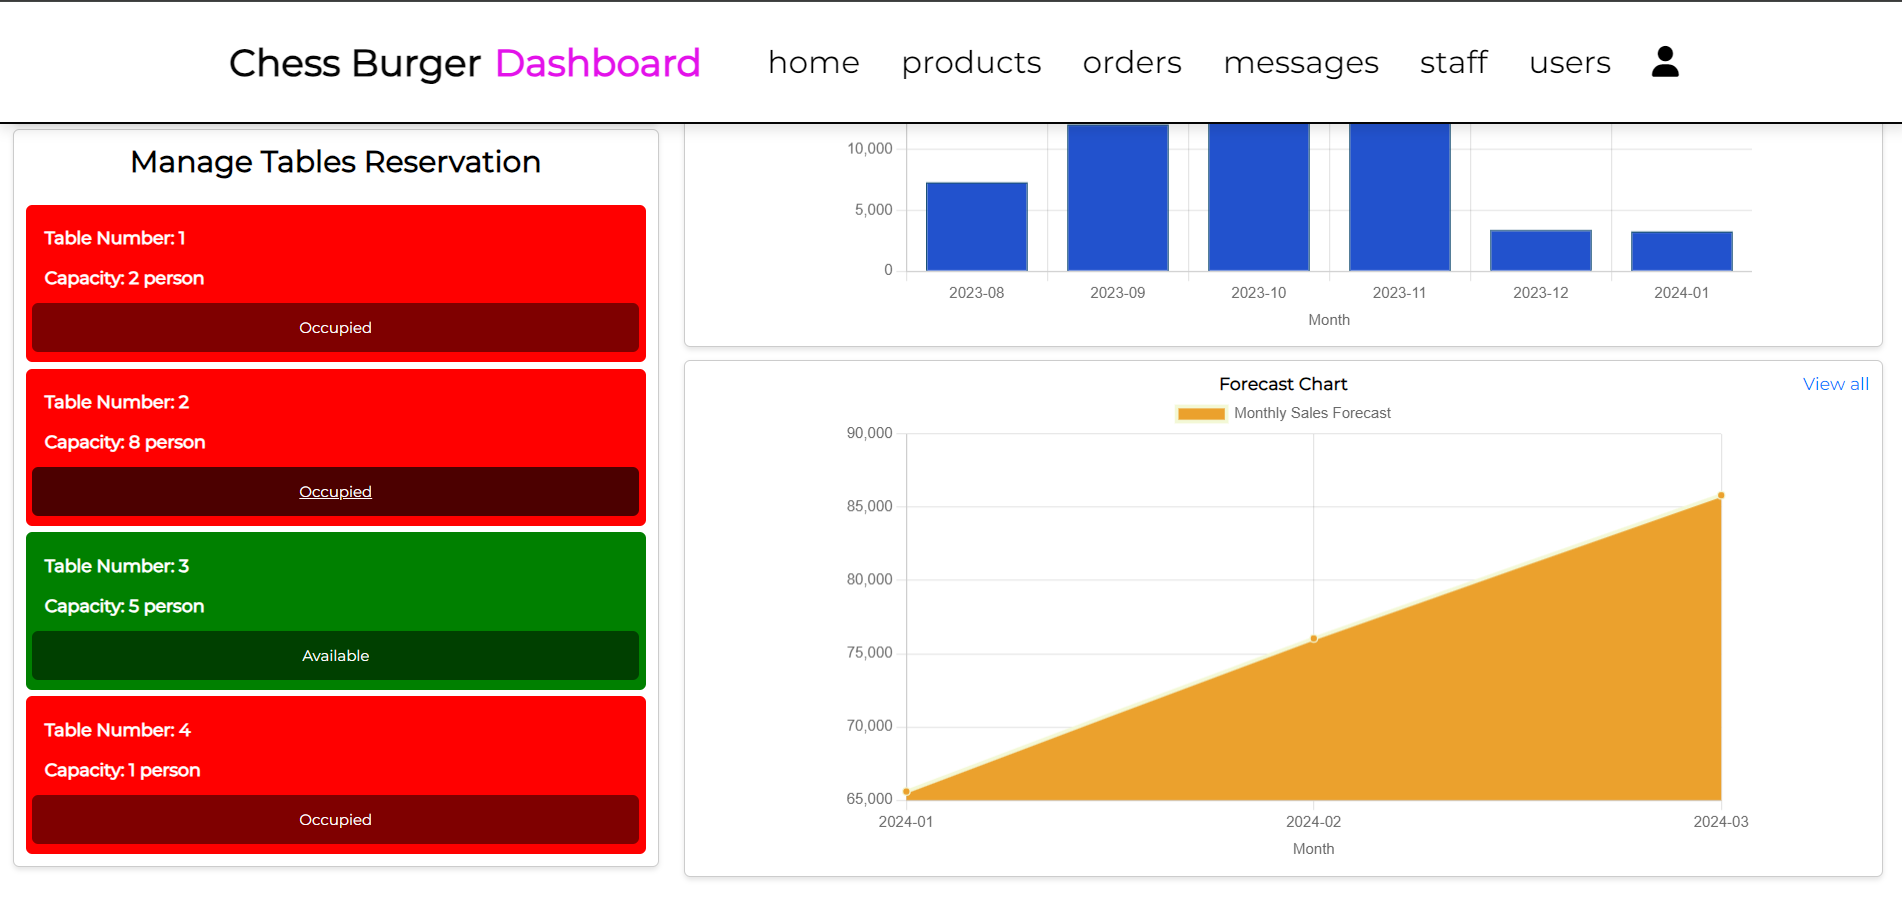 Chess Burger Dashboard
home products orders messages staff users
Manage Tables Reservation
Table Number: 1
Capacity: 2 person
Occupied
Table Number: 2
Capacity: 8 person
Occupied
Table Number: 3
Capacity: 5 person
Available
Table Number: 4
Capacity: 1 person
Occupied
10,000
5,000
0
2023-08 2023-09 2023-10 2023-11 2023-12 2024-01
Month
Forecast Chart
View all
Monthly Sales Forecast
90,000
85,000
80,000
75,000
70,000
65,000
2024-01 2024-02 2024-03
Month